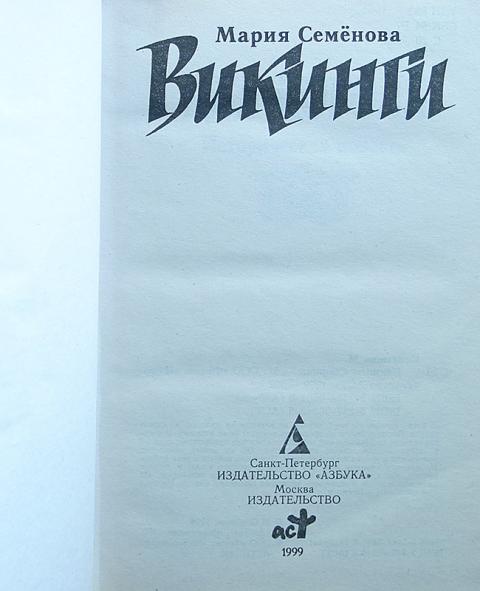 Мария Семёнова
Викинги
Санкт-Петербург
ИЗДАТЕЛЬСТВО «АЗБУКА»
Москва
ИЗДАТЕЛЬСТВО
аст
1999